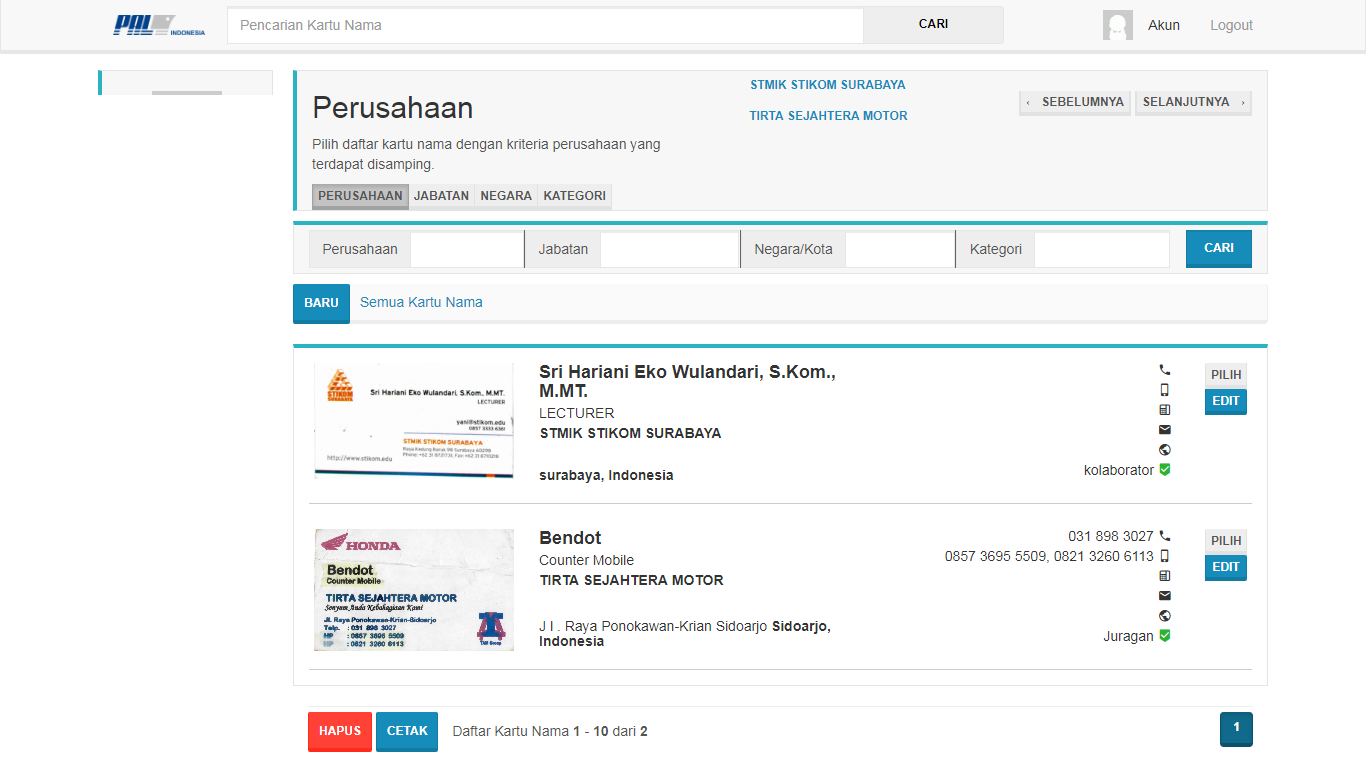 PAL INDONESIA
Pencarian Kartu Nama
CARI
Akun
Logout
Perusahaan
Pilih daftar kartu nama dengan kriteria perusahaan yang
terdapat disamping.
STMIK STIKOM SURABAYA
TIRTA SEJAHTERA MOTOR
‹ SEBELUMNYA
SELANJUTNYA ›
PERUSAHAAN JABATAN NEGARA KATEGORI
Perusahaan
Jabatan
Negara/Kota
Kategori
CARI
BARU
Semua Kartu Nama
STIKOM
SURABAYA
Sri Hariani Eko Wulandari, S.Kom., M.MT.
LECTURER
yani@stikom.edu
0857 3333 6361
STMIK STIKOM SURABAYA
Raya Kedung Baruk 98 Surabaya 60298
Phone: +62 31 8721731, Fax: +62 31 8710218
http://www.stikom.edu
Sri Hariani Eko Wulandari, S.Kom.,
M.MT.
LECTURER
STMIK STIKOM SURABAYA
surabaya, Indonesia
kolaborator
PILIH
EDIT
HONDA
Bendot
Counter Mobile
TIRTA SEJAHTERA MOTOR
Senyum Anda Kebahagiaan Kami
Jl. Raya Ponokawan-Krian-Sidoarjo
Telp. : 031 898 3027
HP : 0857 3695 5509
HP : 0821 3260 6113
TSM Group
Bendot
Counter Mobile
TIRTA SEJAHTERA MOTOR
J l . Raya Ponokawan-Krian Sidoarjo Sidoarjo,
Indonesia
031 898 3027
0857 3695 5509, 0821 3260 6113
Juragan
PILIH
EDIT
HAPUS
CETAK
Daftar Kartu Nama 1 - 10 dari 2
1